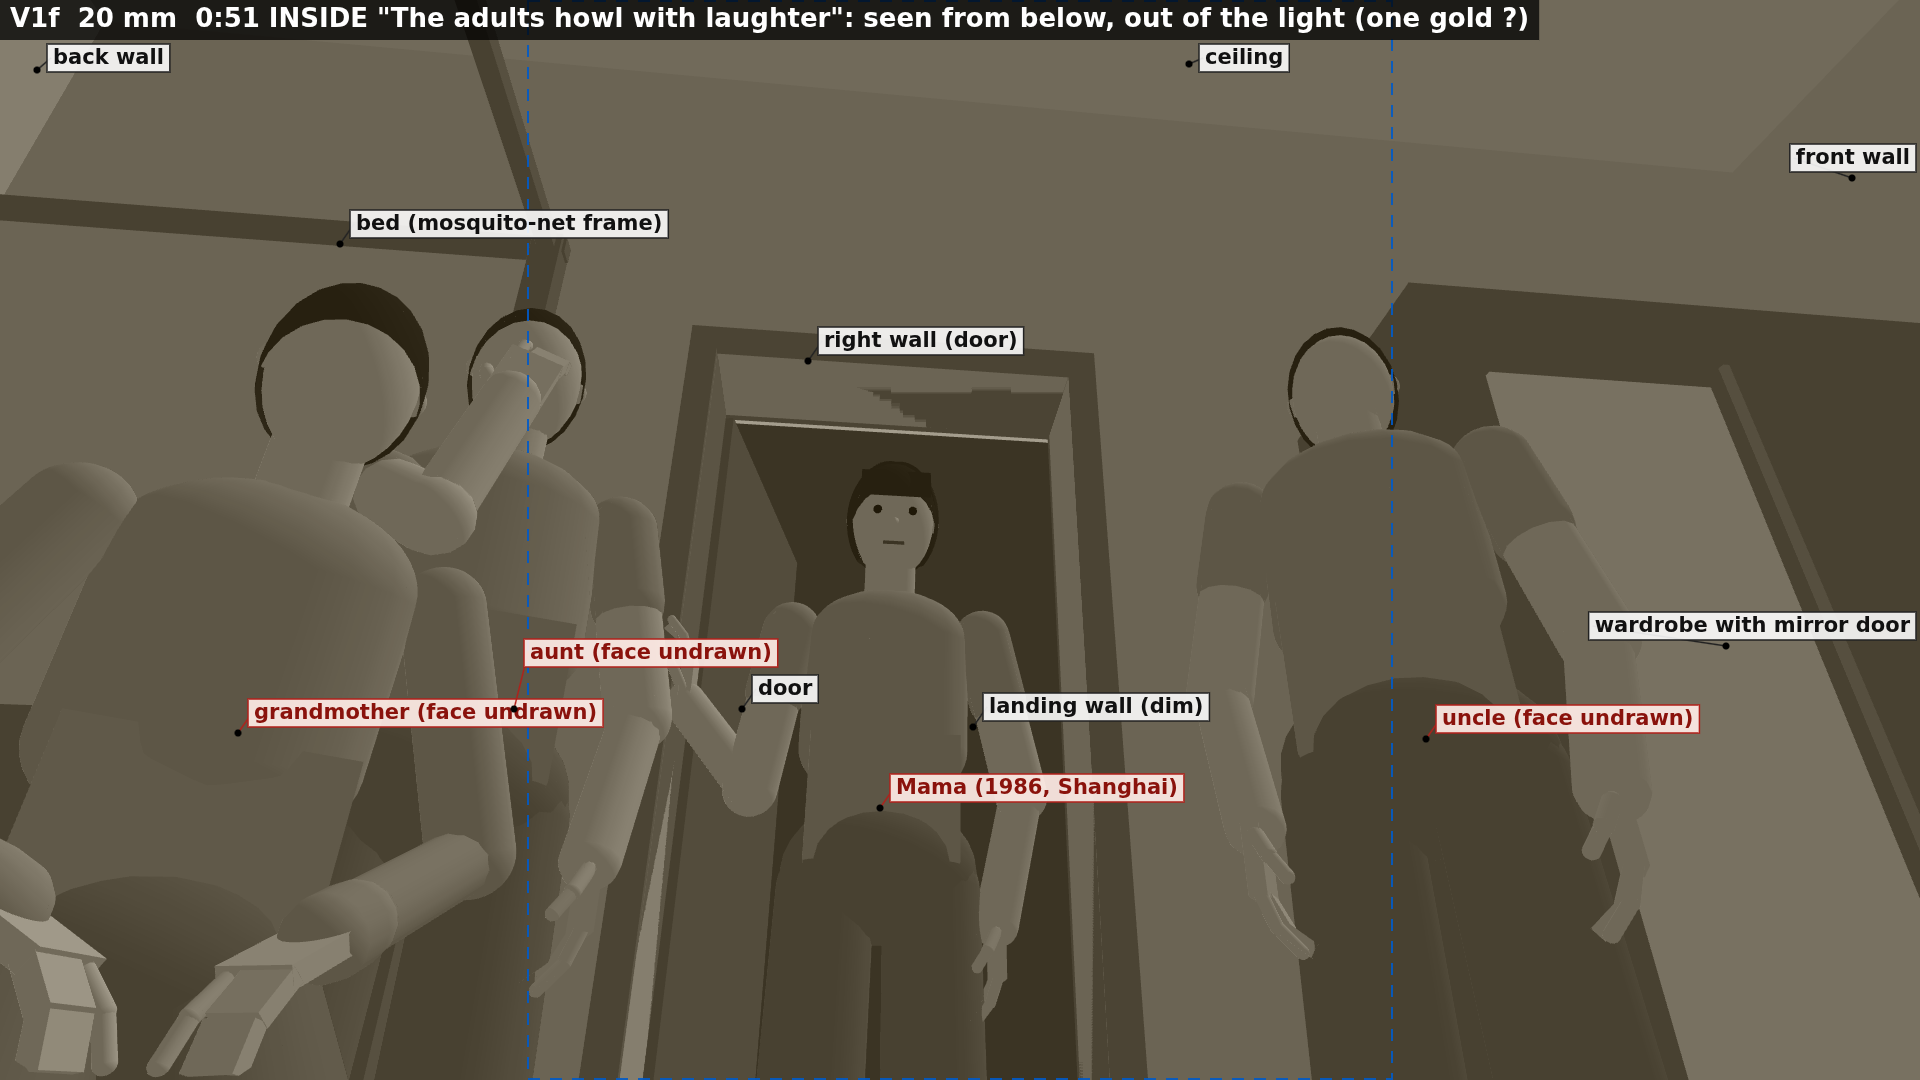 V1f  20 mm  0:51 INSIDE "The adults howl with laughter": seen from below, out of the light (one gold ?)
back wall
ceiling
front wall
bed (mosquito-net frame)
right wall (door)
wardrobe with mirror door
aunt (face undrawn)
door
grandmother (face undrawn)
landing wall (dim)
uncle (face undrawn)
Mama (1986, Shanghai)